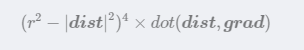 (r² − |dist|²)⁴ × dot(dist, grad)